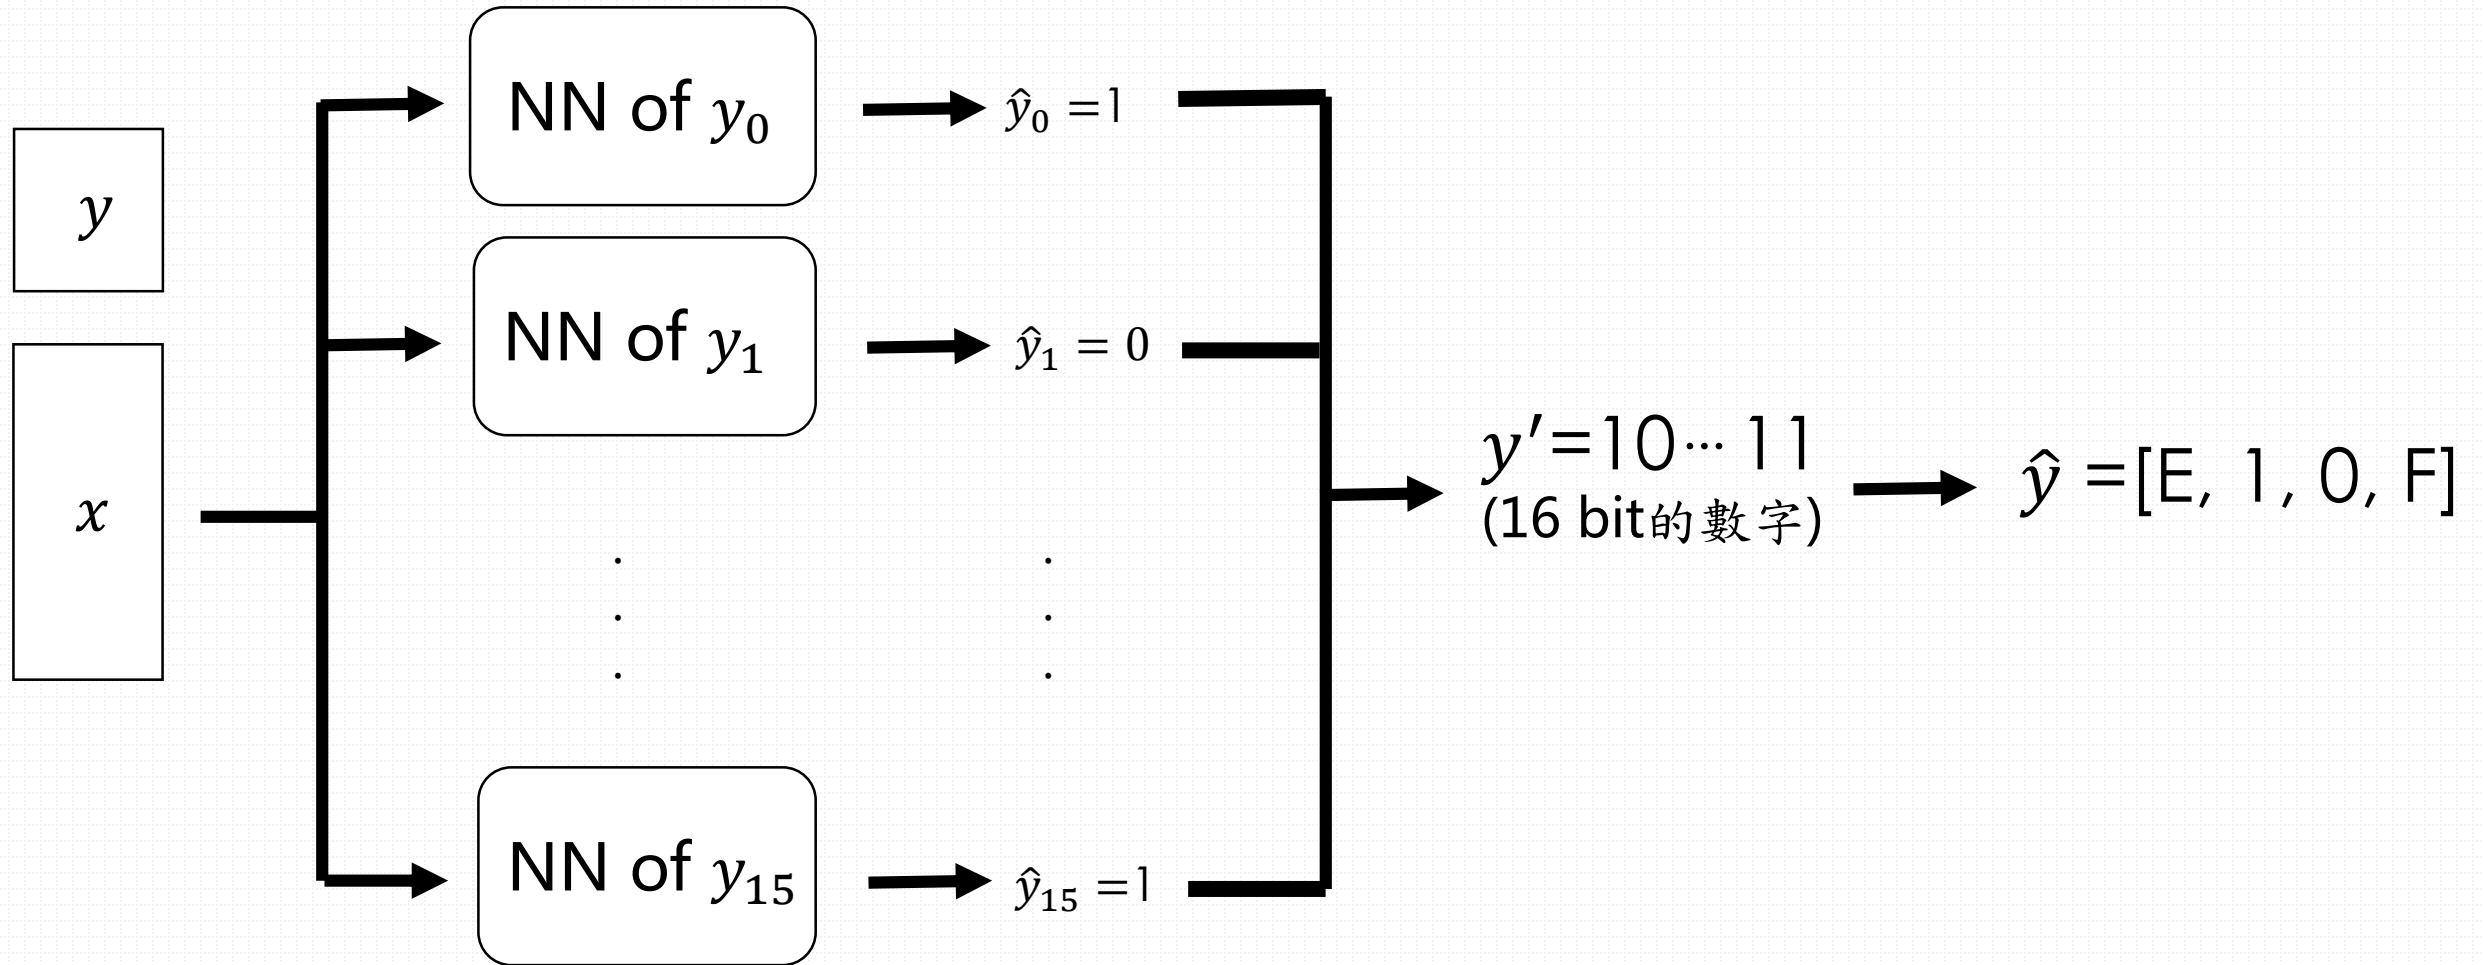 y
x
NN of y₀
ŷ₀ =1
NN of y₁
ŷ₁ = 0
.
.
.
.
.
.
NN of y₁₅
ŷ₁₅ =1
y′=10⋯ 11
(16 bit的數字)
ŷ =[E, 1, 0, F]